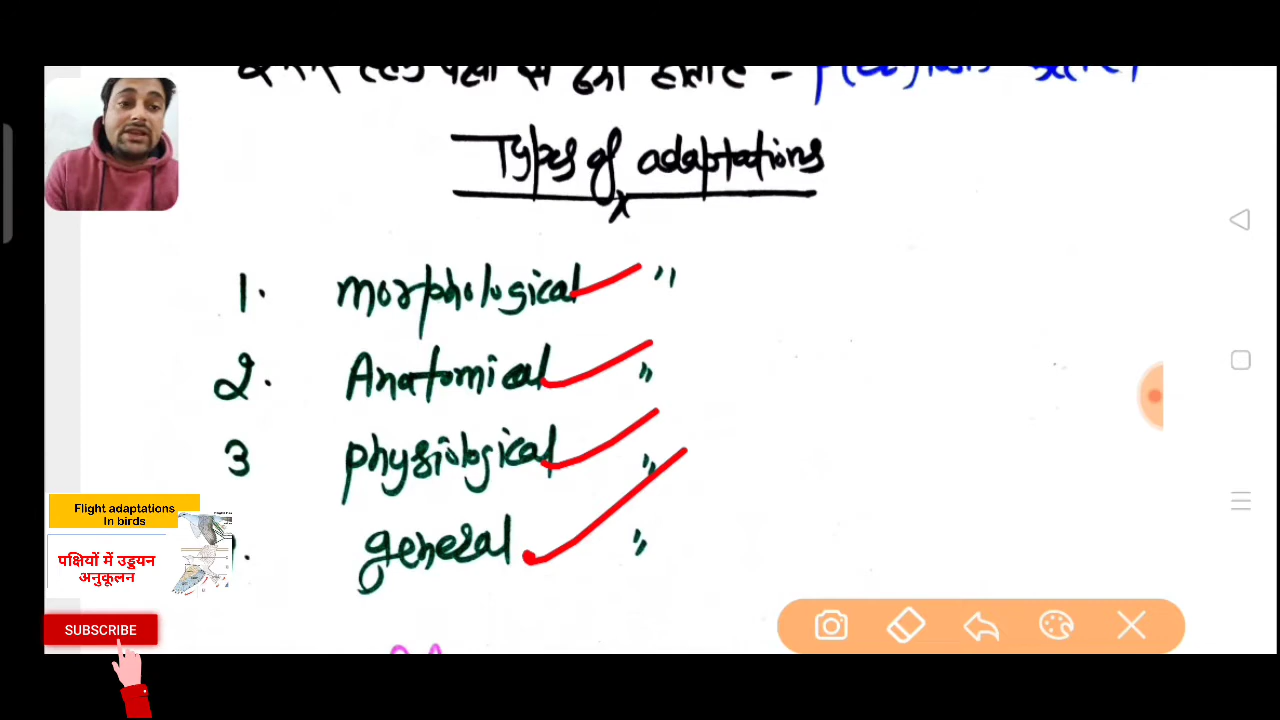 Types of adaptations
x
1. morphological "
2. Anatomical "
3 physiological "
general "
Flight adaptations
In birds
पक्षियों में उड्डयन
अनुकूलन
SUBSCRIBE